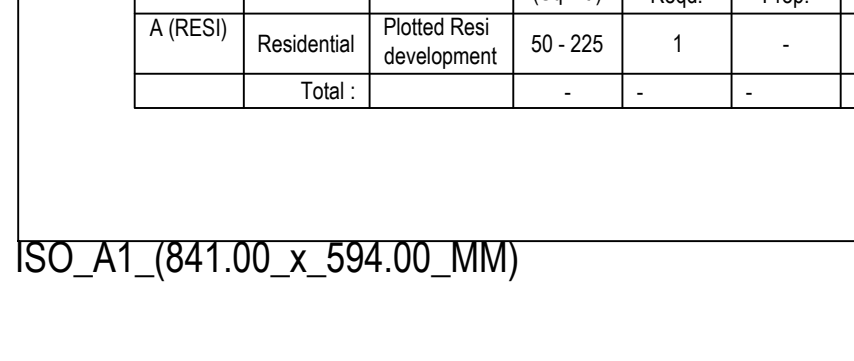 A (RESI) Residential Plotted Resi development 50 - 225 1 -
Total : - - -
ISO_A1_(841.00_x_594.00_MM)